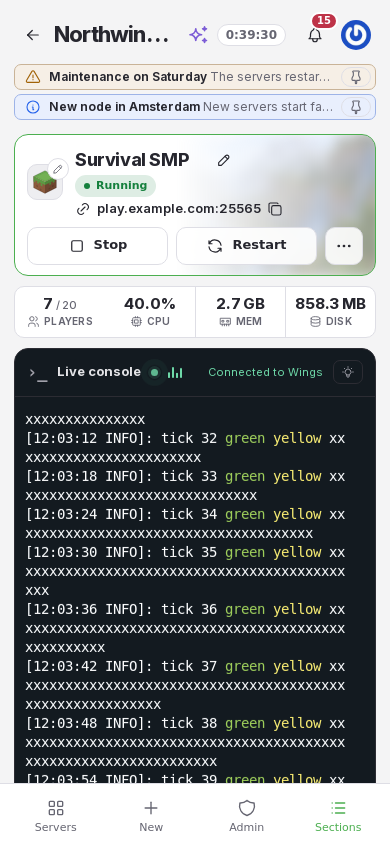 Northwin…
0:39:30
15
Maintenance on Saturday The servers restar…
New node in Amsterdam New servers start fa…
Survival SMP
Running
play.example.com:25565
Stop
Restart
7 / 20
PLAYERS
40.0%
CPU
2.7 GB
MEM
858.3 MB
DISK
Live console
Connected to Wings
xxxxxxxxxxxxxxx
[12:03:12 INFO]: tick 32 green yellow xx
xxxxxxxxxxxxxxxxxxxxxx
[12:03:18 INFO]: tick 33 green yellow xx
xxxxxxxxxxxxxxxxxxxxxxxxxxxxx
[12:03:24 INFO]: tick 34 green yellow xx
xxxxxxxxxxxxxxxxxxxxxxxxxxxxxxxxxxxx
[12:03:30 INFO]: tick 35 green yellow xx
xxxxxxxxxxxxxxxxxxxxxxxxxxxxxxxxxxxxxxxx
xxx
[12:03:36 INFO]: tick 36 green yellow xx
xxxxxxxxxxxxxxxxxxxxxxxxxxxxxxxxxxxxxxxx
xxxxxxxxxx
[12:03:42 INFO]: tick 37 green yellow xx
xxxxxxxxxxxxxxxxxxxxxxxxxxxxxxxxxxxxxxxx
xxxxxxxxxxxxxxxxx
[12:03:48 INFO]: tick 38 green yellow xx
xxxxxxxxxxxxxxxxxxxxxxxxxxxxxxxxxxxxxxxx
xxxxxxxxxxxxxxxxxxxxxxxx
[12:03:54 INFO]: tick 39 green yellow xx
Servers
New
Admin
Sections